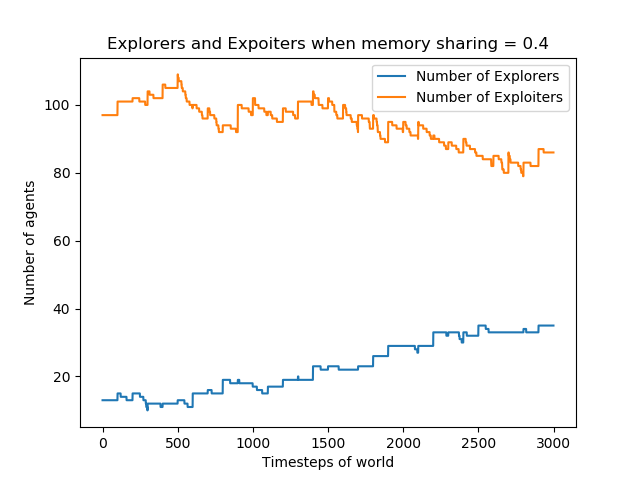 Explorers and Expoiters when memory sharing = 0.4
Number of Explorers
Number of Exploiters
Number of agents
100
80
60
40
20
0 500 1000 1500 2000 2500 3000
Timesteps of world